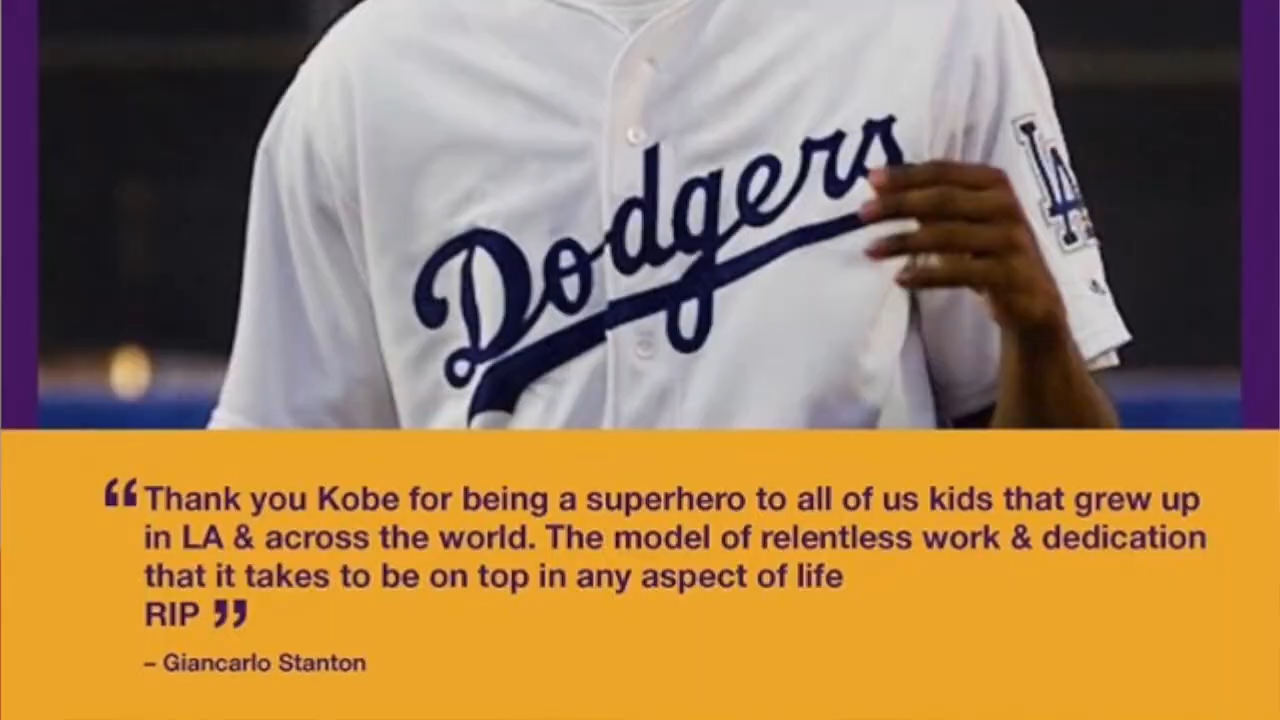 Dodgers
LA
“Thank you Kobe for being a superhero to all of us kids that grew up
in LA & across the world. The model of relentless work & dedication
that it takes to be on top in any aspect of life
RIP ”
– Giancarlo Stanton